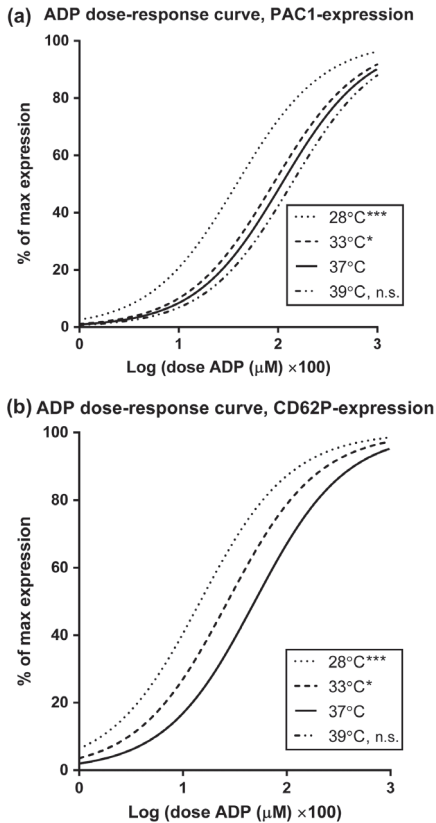 (a) ADP dose-response curve, PAC1-expression
% of max expression
100
80
60
40
20
0
28°C***
33°C*
37°C
39°C, n.s.
0 1 2 3
Log (dose ADP (µM) ×100)
(b) ADP dose-response curve, CD62P-expression
% of max expression
100
80
60
40
20
0
28°C***
33°C*
37°C
39°C, n.s.
0 1 2 3
Log (dose ADP (µM) ×100)